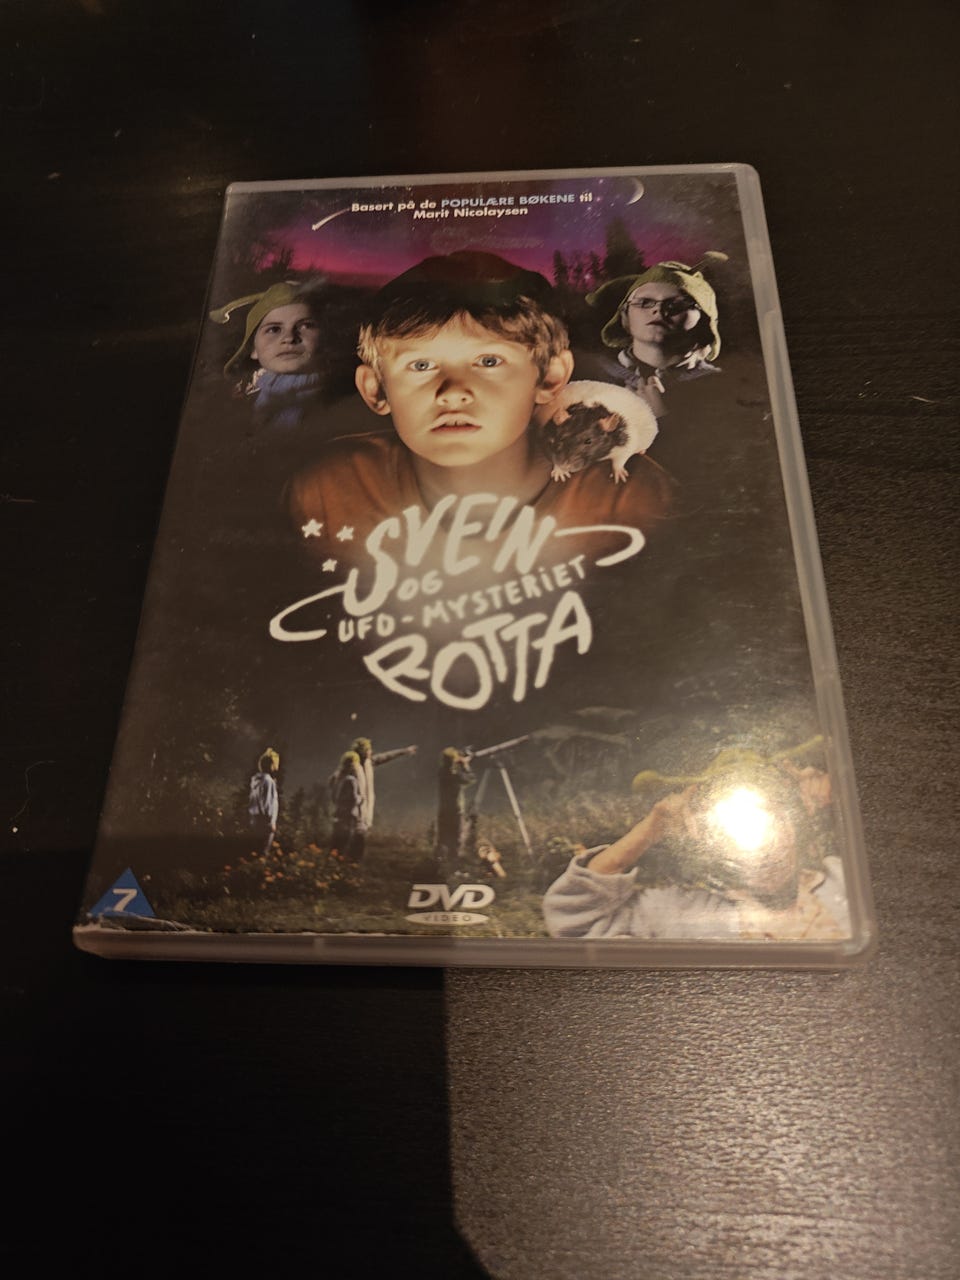 Basert på de POPULÆRE BØKENE til
Marit Nicolaysen
SVEIN
OG
UFO-MYSTERIET
ROTTA
7
DVD
VIDEO